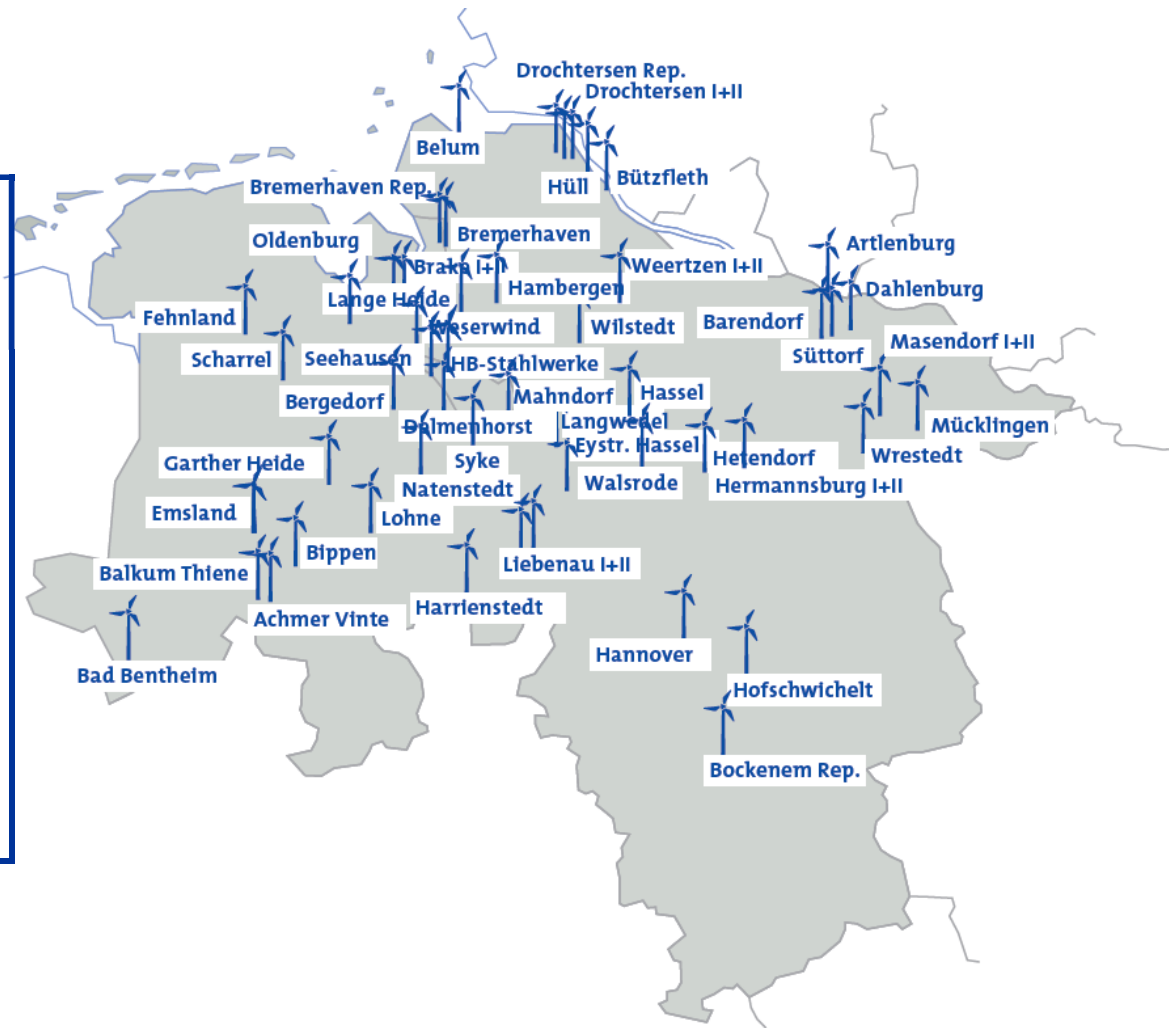 Drochtersen Rep.
Drochtersen I+II
Belum
Hüll
Bützfleth
Bremerhaven Rep.
Bremerhaven
Oldenburg
Artlenburg
Brake I+II
Weertzen I+II
Hambergen
Dahlenburg
Lange Heide
Fehnland
Weserwind
Wilstedt
Barendorf
Masendorf I+II
Süttorf
Scharrel
Seehausen
HB-Stahlwerke
Hassel
Mahndorf
Bergedorf
Langwedel
Mücklingen
Delmenhorst
Eystr. Hassel
Hetendorf
Wrestedt
Garther Heide
Syke
Walsrode
Hermannsburg I+II
Natenstedt
Emsland
Lohne
Bippen
Liebenau I+II
Balkum Thiene
Harrienstedt
Achmer Vinte
Hannover
Bad Bentheim
Hofschwichelt
Bockenem Rep.